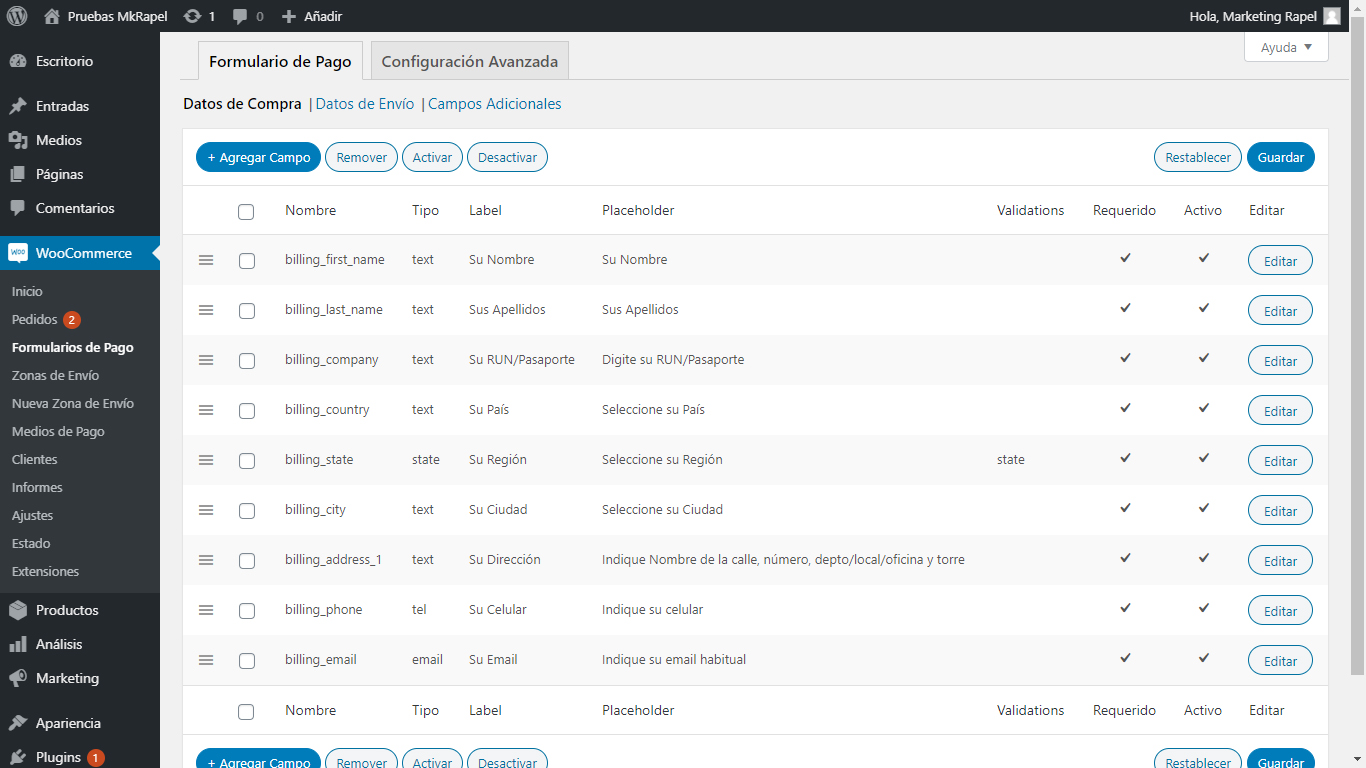 Pruebas MkRapel 1 0 + Añadir Hola, Marketing Rapel
Escritorio
Entradas
Medios
Páginas
Comentarios
WooCommerce
Inicio
Pedidos 2
Formularios de Pago
Zonas de Envío
Nueva Zona de Envío
Medios de Pago
Clientes
Informes
Ajustes
Estado
Extensiones
Productos
Análisis
Marketing
Apariencia
Plugins 1
Formulario de Pago Configuración Avanzada Ayuda
Datos de Compra | Datos de Envío | Campos Adicionales
+ Agregar Campo Remover Activar Desactivar Restablecer Guardar
Nombre Tipo Label Placeholder Validations Requerido Activo Editar
billing_first_name text Su Nombre Su Nombre Editar
billing_last_name text Sus Apellidos Sus Apellidos Editar
billing_company text Su RUN/Pasaporte Digite su RUN/Pasaporte Editar
billing_country text Su País Seleccione su País Editar
billing_state state Su Región Seleccione su Región state Editar
billing_city text Su Ciudad Seleccione su Ciudad Editar
billing_address_1 text Su Dirección Indique Nombre de la calle, número, depto/local/oficina y torre Editar
billing_phone tel Su Celular Indique su celular Editar
billing_email email Su Email Indique su email habitual Editar
Nombre Tipo Label Placeholder Validations Requerido Activo Editar
+ Agregar Campo Remover Activar Desactivar Restablecer Guardar